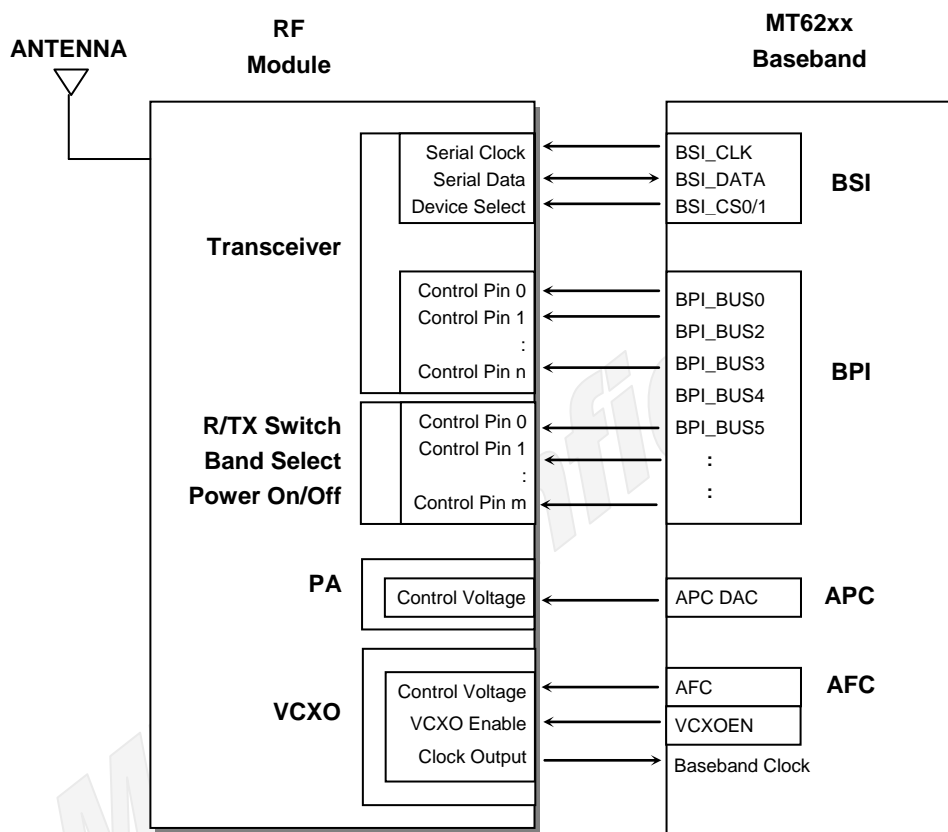 ANTENNA
RF
Module
MT62xx
Baseband
Transceiver
Serial Clock
Serial Data
Device Select
BSI_CLK
BSI_DATA
BSI_CS0/1
BSI
Control Pin 0
Control Pin 1
:
Control Pin n
BPI_BUS0
BPI_BUS2
BPI_BUS3
BPI_BUS4
BPI_BUS5
:
:
BPI
R/TX Switch
Band Select
Power On/Off
Control Pin 0
Control Pin 1
:
Control Pin m
PA
Control Voltage
APC DAC
APC
VCXO
Control Voltage
VCXO Enable
Clock Output
AFC
VCXOEN
Baseband Clock
AFC